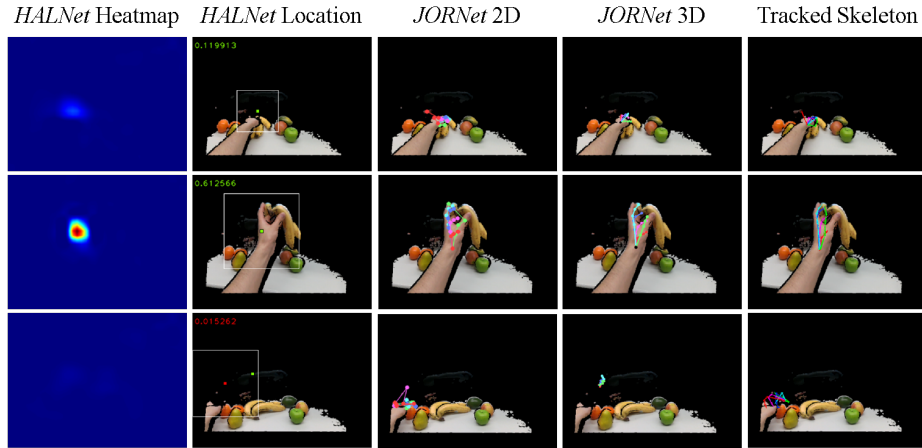 HALNet Heatmap HALNet Location JORNet 2D JORNet 3D Tracked Skeleton
0.119913
0.612566
0.015262